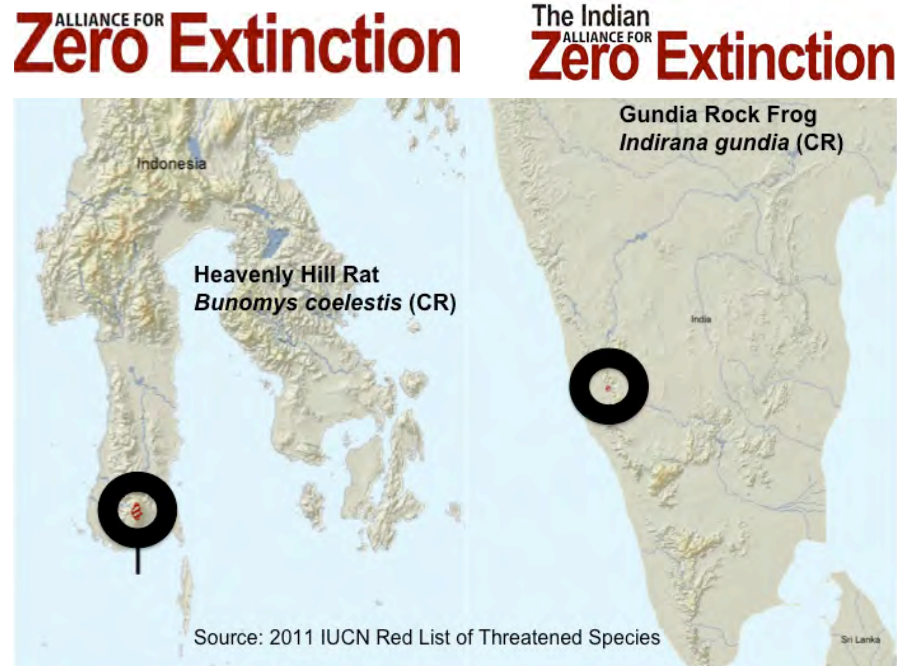 ALLIANCE FOR
Zero Extinction
The Indian
ALLIANCE FOR
Zero Extinction
Gundia Rock Frog
Indirana gundia (CR)
Indonesia
Heavenly Hill Rat
Bunomys coelestis (CR)
India
Source: 2011 IUCN Red List of Threatened Species
Sri Lanka